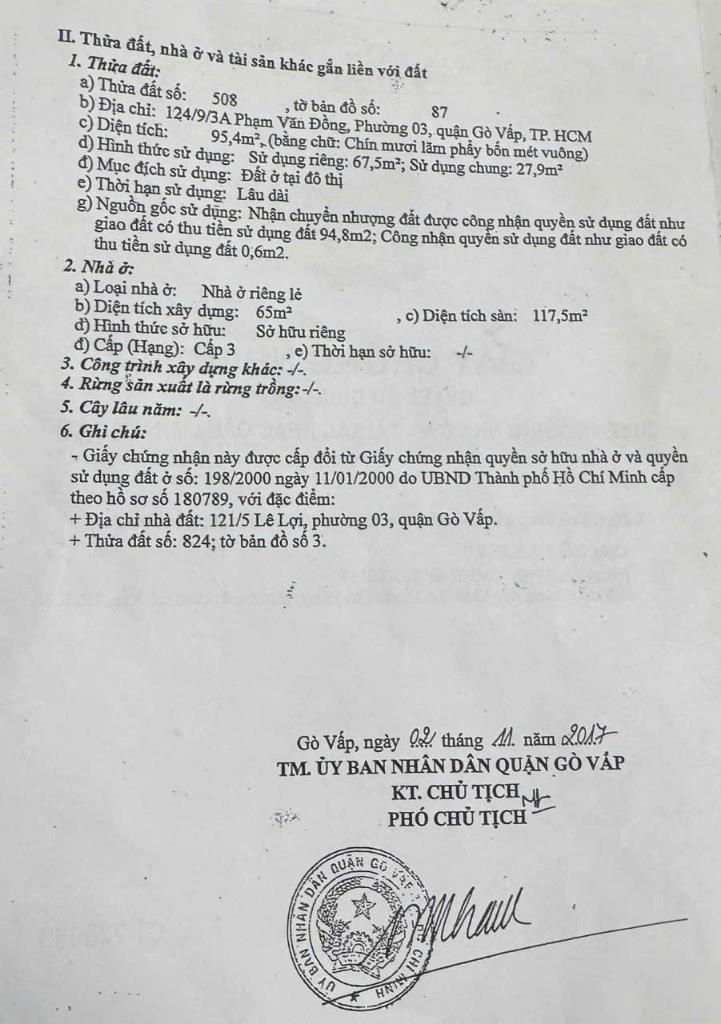 II. Thửa đất, nhà ở và tài sản khác gắn liền với đất
1. Thửa đất:
a) Thửa đất số: 508 , tờ bản đồ số: 87
b) Địa chỉ: 124/9/3A Phạm Văn Đồng, Phường 03, quận Gò Vấp, TP. HCM
c) Diện tích: 95,4m², (bằng chữ: Chín mươi lăm phẩy bốn mét vuông)
d) Hình thức sử dụng: Sử dụng riêng: 67,5m²; Sử dụng chung: 27,9m²
đ) Mục đích sử dụng: Đất ở tại đô thị
e) Thời hạn sử dụng: Lâu dài
g) Nguồn gốc sử dụng: Nhận chuyển nhượng đất được công nhận quyền sử dụng đất như
giao đất có thu tiền sử dụng đất 94,8m2; Công nhận quyền sử dụng đất như giao đất có
thu tiền sử dụng đất 0,6m2.
2. Nhà ở:
a) Loại nhà ở: Nhà ở riêng lẻ
b) Diện tích xây dựng: 65m² , c) Diện tích sàn: 117,5m²
d) Hình thức sở hữu: Sở hữu riêng
đ) Cấp (Hạng): Cấp 3 , e) Thời hạn sở hữu: -/-
3. Công trình xây dựng khác: -/-.
4. Rừng sản xuất là rừng trồng:-/-.
5. Cây lâu năm: -/-.
6. Ghi chú:
- Giấy chứng nhận này được cấp đổi từ Giấy chứng nhận quyền sở hữu nhà ở và quyền
sử dụng đất ở số: 198/2000 ngày 11/01/2000 do UBND Thành phố Hồ Chí Minh cấp
theo hồ sơ số 180789, với đặc điểm:
+ Địa chỉ nhà đất: 121/5 Lê Lợi, phường 03, quận Gò Vấp.
+ Thửa đất số: 824; tờ bản đồ số 3.
Gò Vấp, ngày 02 tháng 11 năm 2017
TM. ỦY BAN NHÂN DÂN QUẬN GÒ VẤP
KT. CHỦ TỊCH
PHÓ CHỦ TỊCH
ỦY BAN NHÂN DÂN QUẬN GÒ VẤP
CHÍ MINH